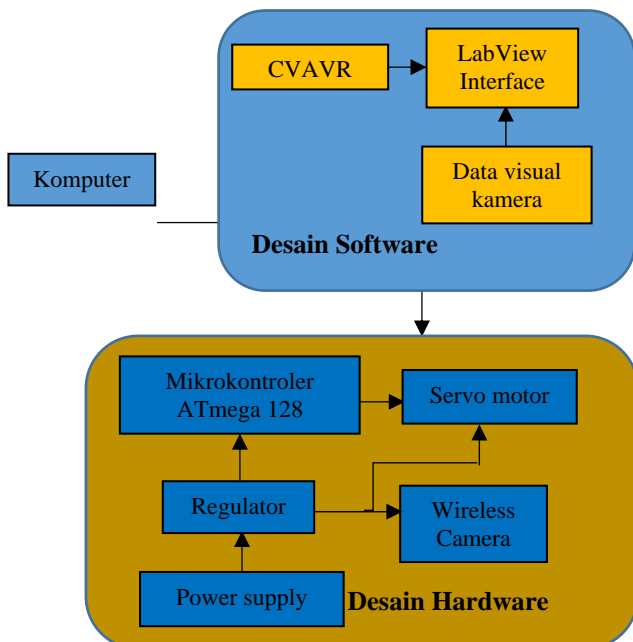 CVAVR
LabView
Interface
Komputer
Data visual
kamera
Desain Software
Mikrokontroler
ATmega 128
Servo motor
Regulator
Wireless
Camera
Power supply
Desain Hardware